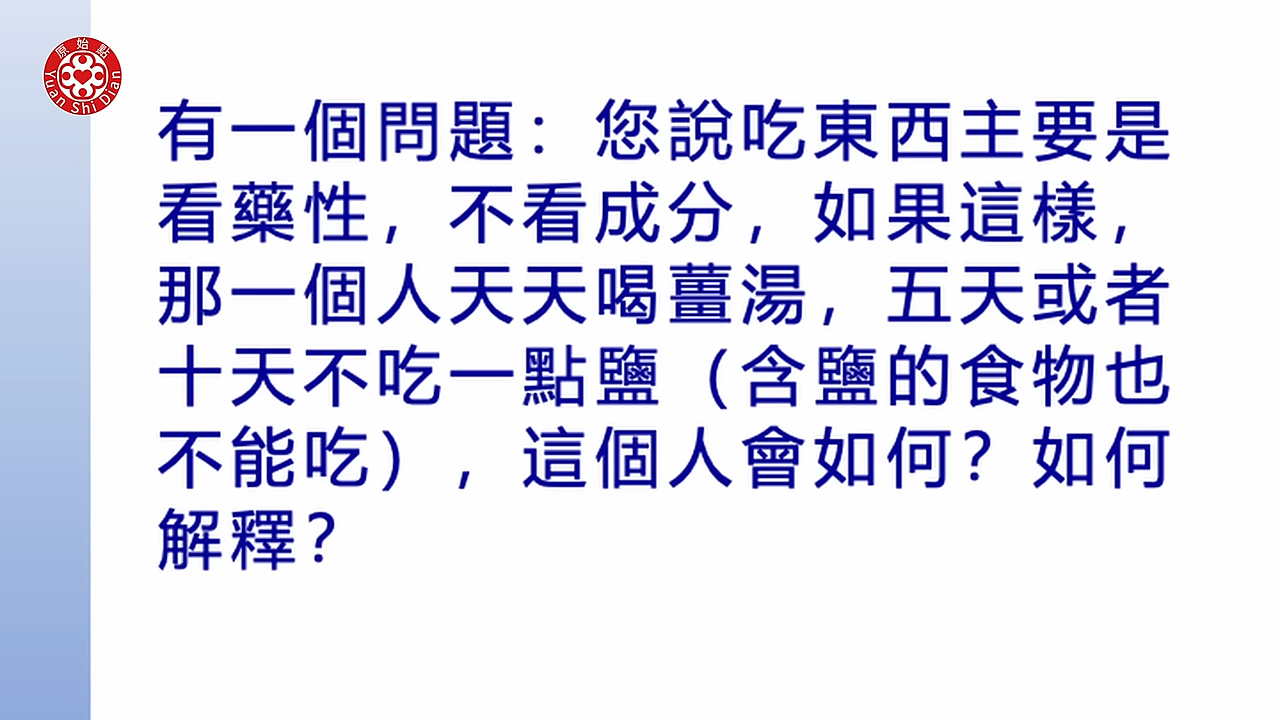 原始點
Yuan Shi Dian
有一個問題：您說吃東西主要是
看藥性，不看成分，如果這樣，
那一個人天天喝薑湯，五天或者
十天不吃一點鹽（含鹽的食物也
不能吃），這個人會如何？如何
解釋？